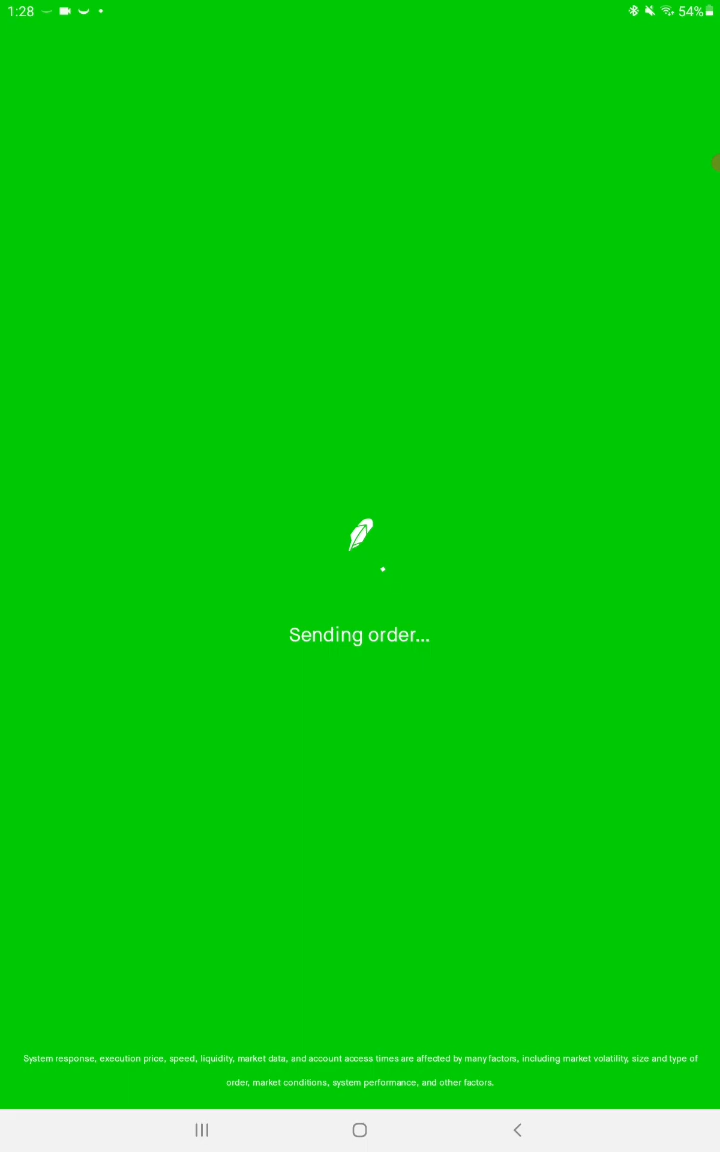 1:28
54%
Sending order...
System response, execution price, speed, liquidity, market data, and account access times are affected by many factors, including market volatility, size and type of
order, market conditions, system performance, and other factors.